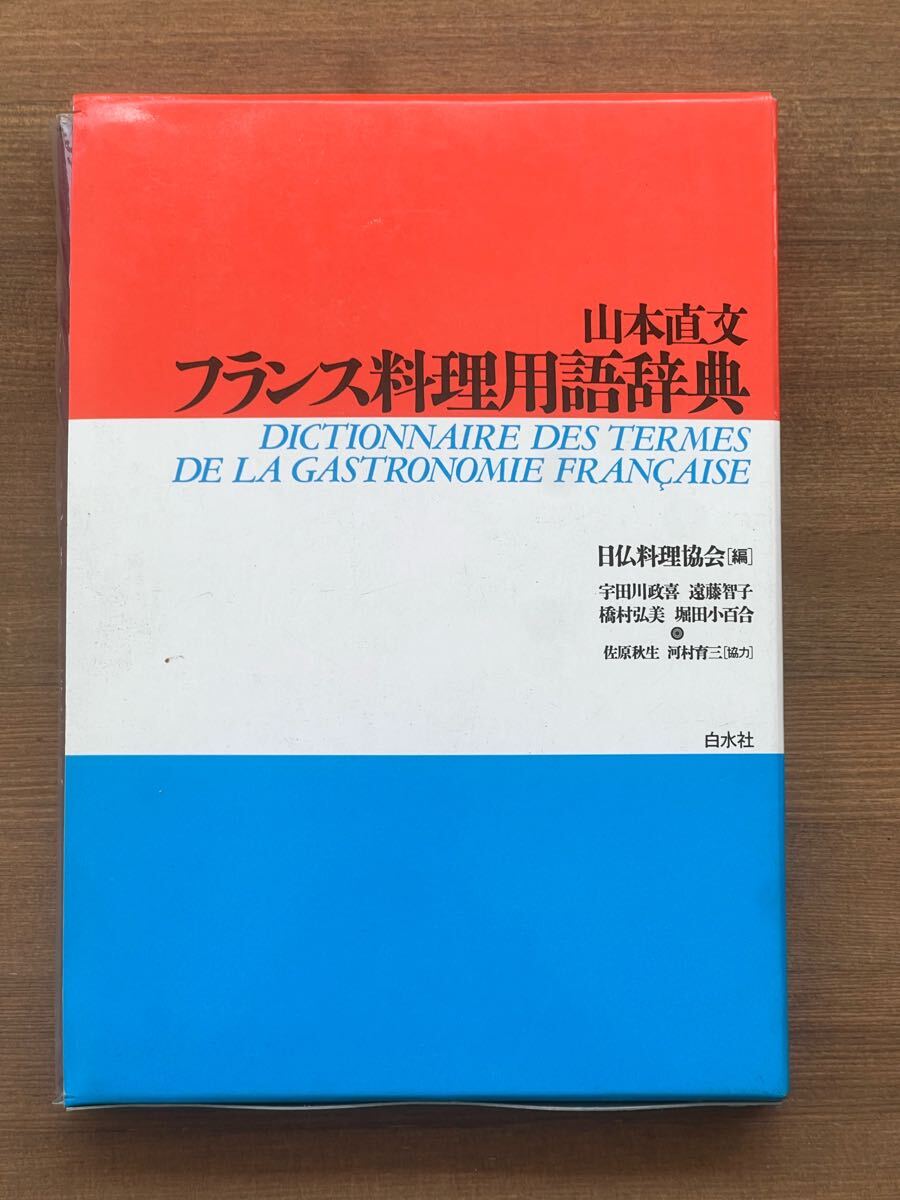 山本直文
フランス料理用語辞典
DICTIONNAIRE DES TERMES
DE LA GASTRONOMIE FRANÇAISE
日仏料理協会[編]
宇田川政喜 遠藤智子
橋村弘美 堀田小百合
佐原秋生 河村育三[協力]
白水社